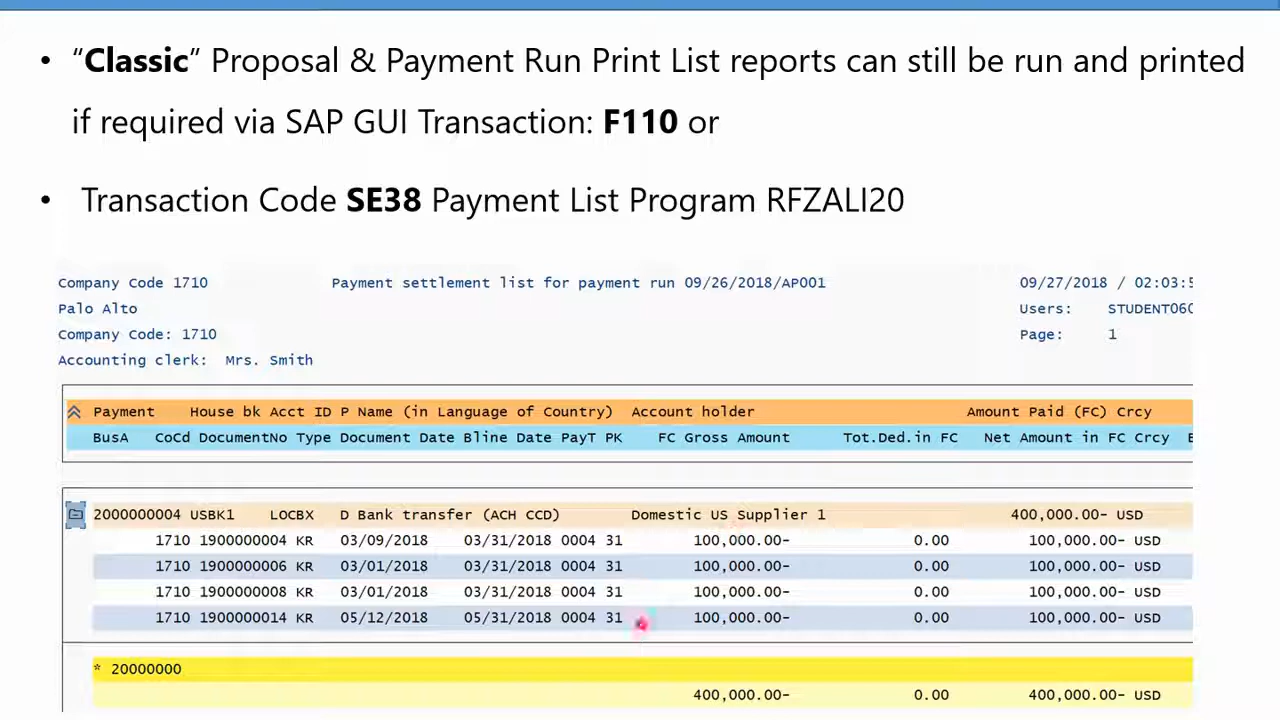 • “Classic” Proposal & Payment Run Print List reports can still be run and printed
if required via SAP GUI Transaction: F110 or
• Transaction Code SE38 Payment List Program RFZALI20
Company Code 1710 Payment settlement list for payment run 09/26/2018/AP001 09/27/2018 / 02:03:5
Palo Alto Users: STUDENT060
Company Code: 1710 Page: 1
Accounting clerk: Mrs. Smith
Payment House bk Acct ID P Name (in Language of Country) Account holder Amount Paid (FC) Crcy
BusA CoCd DocumentNo Type Document Date Bline Date PayT PK FC Gross Amount Tot.Ded.in FC Net Amount in FC Crcy
2000000004 USBK1 LOCBX D Bank transfer (ACH CCD) Domestic US Supplier 1 400,000.00- USD
1710 1900000004 KR 03/09/2018 03/31/2018 0004 31 100,000.00- 0.00 100,000.00- USD
1710 1900000006 KR 03/01/2018 03/31/2018 0004 31 100,000.00- 0.00 100,000.00- USD
1710 1900000008 KR 03/01/2018 03/31/2018 0004 31 100,000.00- 0.00 100,000.00- USD
1710 1900000014 KR 05/12/2018 05/31/2018 0004 31 100,000.00- 0.00 100,000.00- USD
* 20000000
400,000.00- 0.00 400,000.00- USD